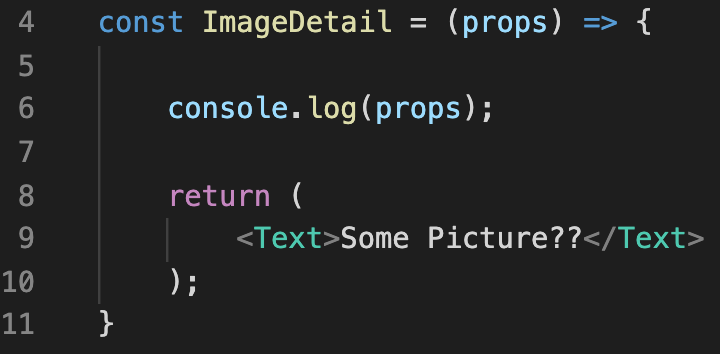 4 const ImageDetail = (props) => {
5
6 console.log(props);
7
8 return (
9 <Text>Some Picture??</Text>
10 );
11 }